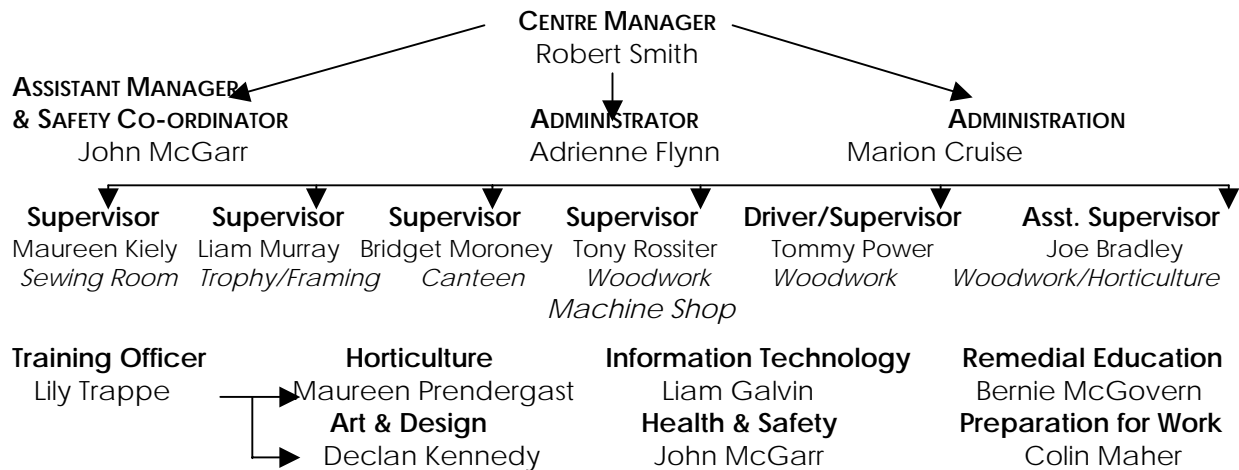 CENTRE MANAGER
Robert Smith
ASSISTANT MANAGER
& SAFETY CO-ORDINATOR ADMINISTRATOR ADMINISTRATION
John McGarr Adrienne Flynn Marion Cruise
Supervisor Supervisor Supervisor Supervisor Driver/Supervisor Asst. Supervisor
Maureen Kiely Liam Murray Bridget Moroney Tony Rossiter Tommy Power Joe Bradley
Sewing Room Trophy/Framing Canteen Woodwork Woodwork Woodwork/Horticulture
Machine Shop
Training Officer Horticulture Information Technology Remedial Education
Lily Trappe Maureen Prendergast Liam Galvin Bernie McGovern
Art & Design Health & Safety Preparation for Work
Declan Kennedy John McGarr Colin Maher